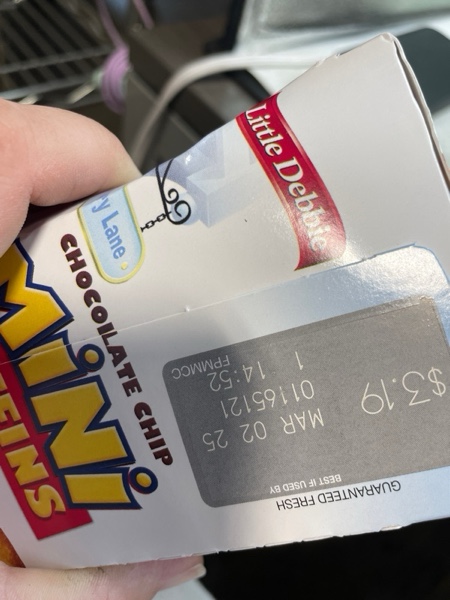 Little Debbie
y Lane
CHOCOLATE CHIP
MINI
FFINS
GUARANTEED FRESH
BEST IF USED BY
$3.19
MAR 02 25
01165121
1 14:52
FPMMCC